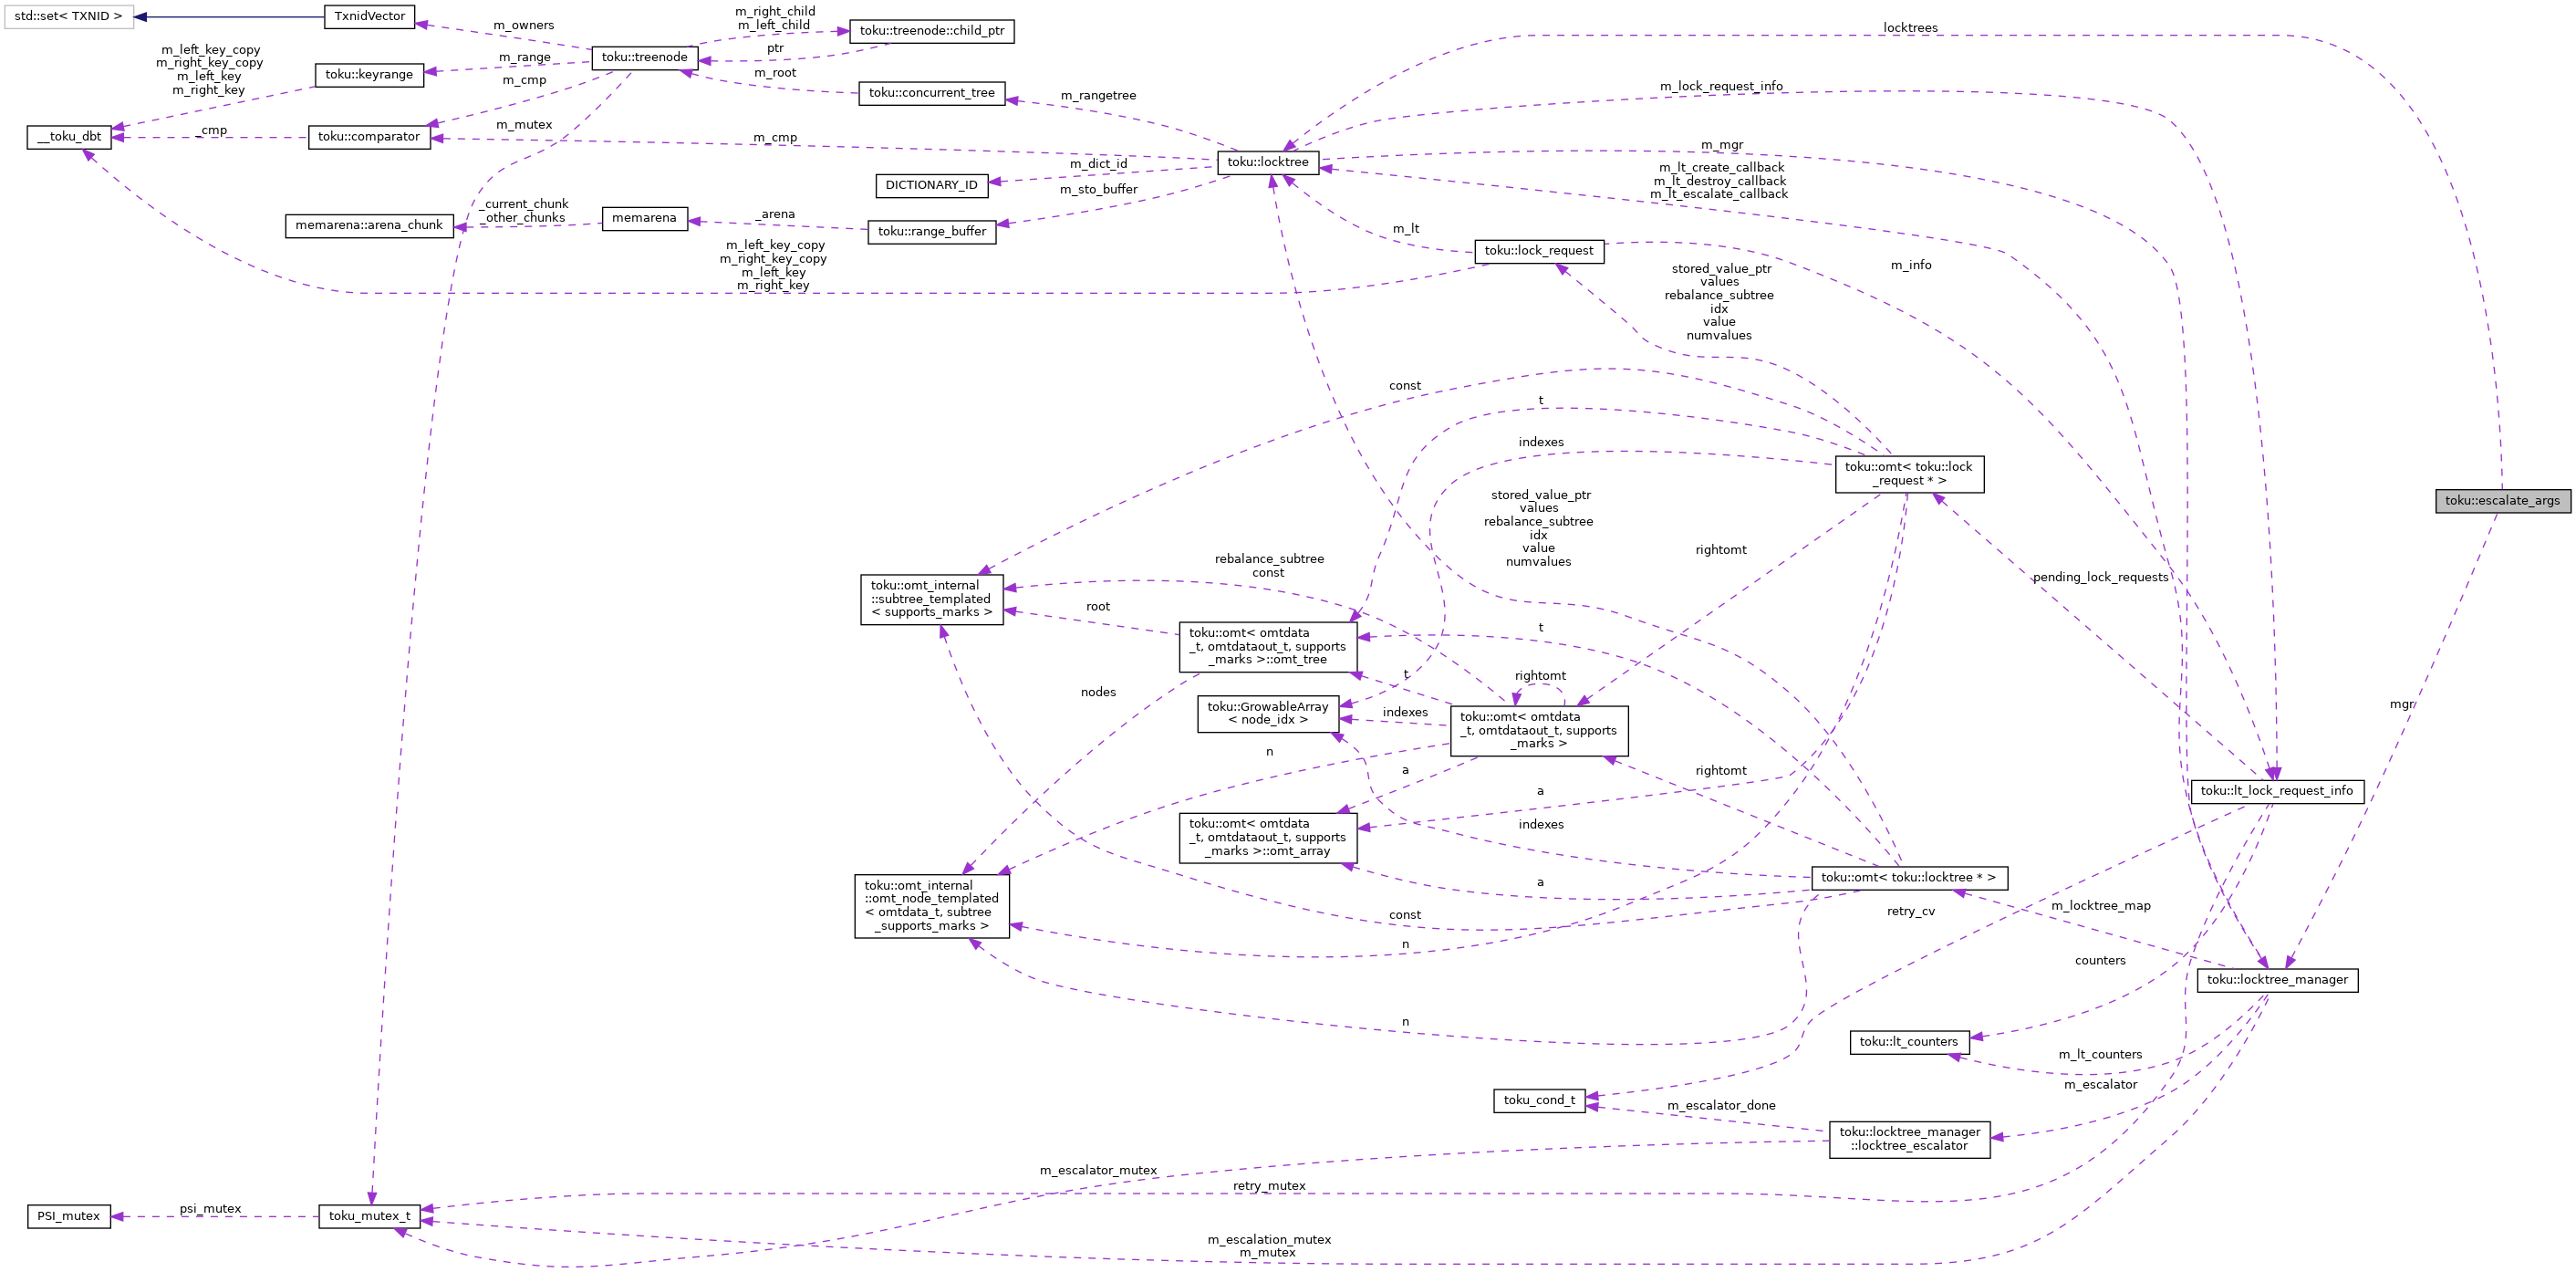 std::set< TXNID >
TxnidVector
m_owners
m_right_child
m_left_child
toku::treenode::child_ptr
locktrees
m_left_key_copy
m_right_key_copy
m_left_key
m_right_key
toku::keyrange
m_range
toku::treenode
ptr
m_cmp
m_root
toku::concurrent_tree
m_rangetree
m_lock_request_info
__toku_dbt
_cmp
toku::comparator
m_mutex
m_cmp
toku::locktree
m_mgr
m_dict_id
DICTIONARY_ID
m_sto_buffer
m_lt_create_callback
m_lt_destroy_callback
m_lt_escalate_callback
memarena::arena_chunk
_current_chunk
_other_chunks
memarena
_arena
toku::range_buffer
m_lt
toku::lock_request
m_info
m_left_key_copy
m_right_key_copy
m_left_key
m_right_key
stored_value_ptr
values
rebalance_subtree
idx
value
numvalues
const
t
indexes
toku::omt< toku::lock
_request * >
toku::escalate_args
stored_value_ptr
values
rebalance_subtree
idx
value
numvalues
rightomt
pending_lock_requests
rebalance_subtree
const
toku::omt_internal
::subtree_templated
< supports_marks >
root
toku::omt< omtdata
_t, omtdataout_t, supports
_marks >::omt_tree
t
nodes
t
rightomt
toku::GrowableArray
< node_idx >
indexes
toku::omt< omtdata
_t, omtdataout_t, supports
_marks >
mgr
n
a
rightomt
a
toku::lt_lock_request_info
toku::omt< omtdata
_t, omtdataout_t, supports
_marks >::omt_array
indexes
toku::omt_internal
::omt_node_templated
< omtdata_t, subtree
_supports_marks >
a
toku::omt< toku::locktree * >
const
retry_cv
m_locktree_map
n
counters
toku::locktree_manager
n
toku::lt_counters
m_lt_counters
m_escalator
toku_cond_t
m_escalator_done
toku::locktree_manager
::locktree_escalator
m_escalator_mutex
retry_mutex
PSI_mutex
psi_mutex
toku_mutex_t
m_escalation_mutex
m_mutex